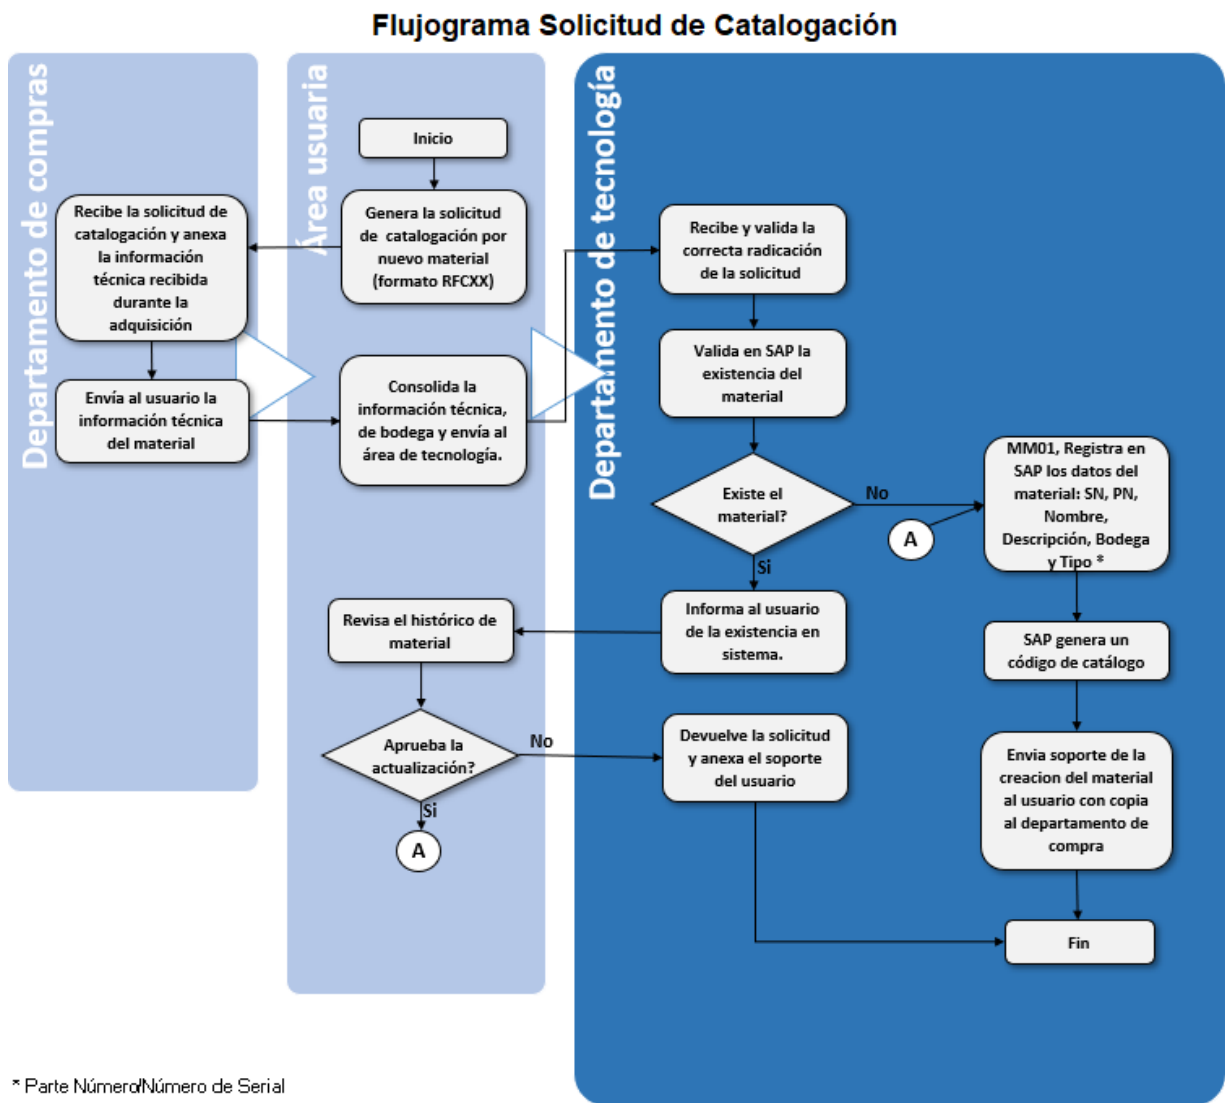 Flujograma Solicitud de Catalogación
Departamento de compras
Área usuaria
Departamento de tecnología
Inicio
Genera la solicitud
de catalogación por
nuevo material
(formato RFCXX)
Recibe la solicitud de
catalogación y anexa
la información
técnica recibida
durante la
adquisición
Envía al usuario la
información técnica
del material
Consolida la
información técnica,
de bodega y envía al
área de tecnología.
Recibe y valida la
correcta radicación
de la solicitud
Valida en SAP la
existencia del
material
Existe el
material?
No
Si
A
MM01, Registra en
SAP los datos del
material: SN, PN,
Nombre,
Descripción, Bodega
y Tipo *
Informa al usuario
de la existencia en
sistema.
Revisa el histórico de
material
SAP genera un
código de catálogo
Aprueba la
actualización?
No
Si
A
Devuelve la solicitud
y anexa el soporte
del usuario
Envia soporte de la
creacion del material
al usuario con copia
al departamento de
compra
Fin
* Parte Número/Número de Serial